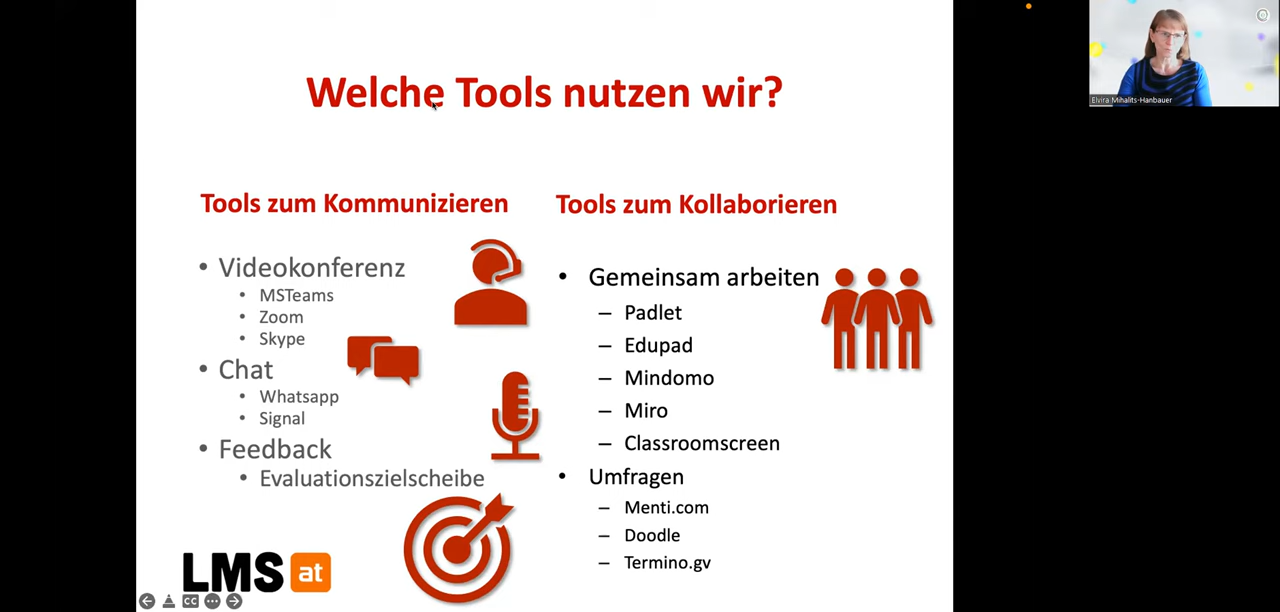 Welche Tools nutzen wir?
Tools zum Kommunizieren
• Videokonferenz
• MSTeams
• Zoom
• Skype
• Chat
• Whatsapp
• Signal
• Feedback
• Evaluationszielscheibe
LMS at
CC
Tools zum Kollaborieren
• Gemeinsam arbeiten
– Padlet
– Edupad
– Mindomo
– Miro
– Classroomscreen
• Umfragen
– Menti.com
– Doodle
– Termino.gv
Elvira Mihalits-Hanbauer